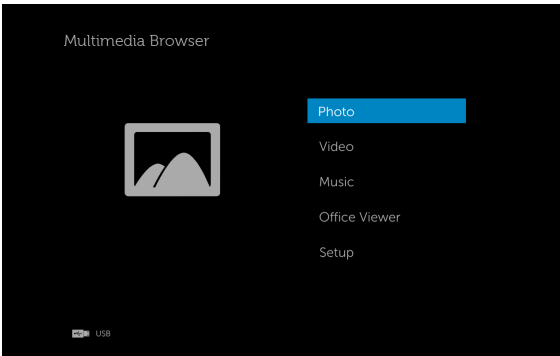 Multimedia Browser
Photo
Video
Music
Office Viewer
Setup
USB